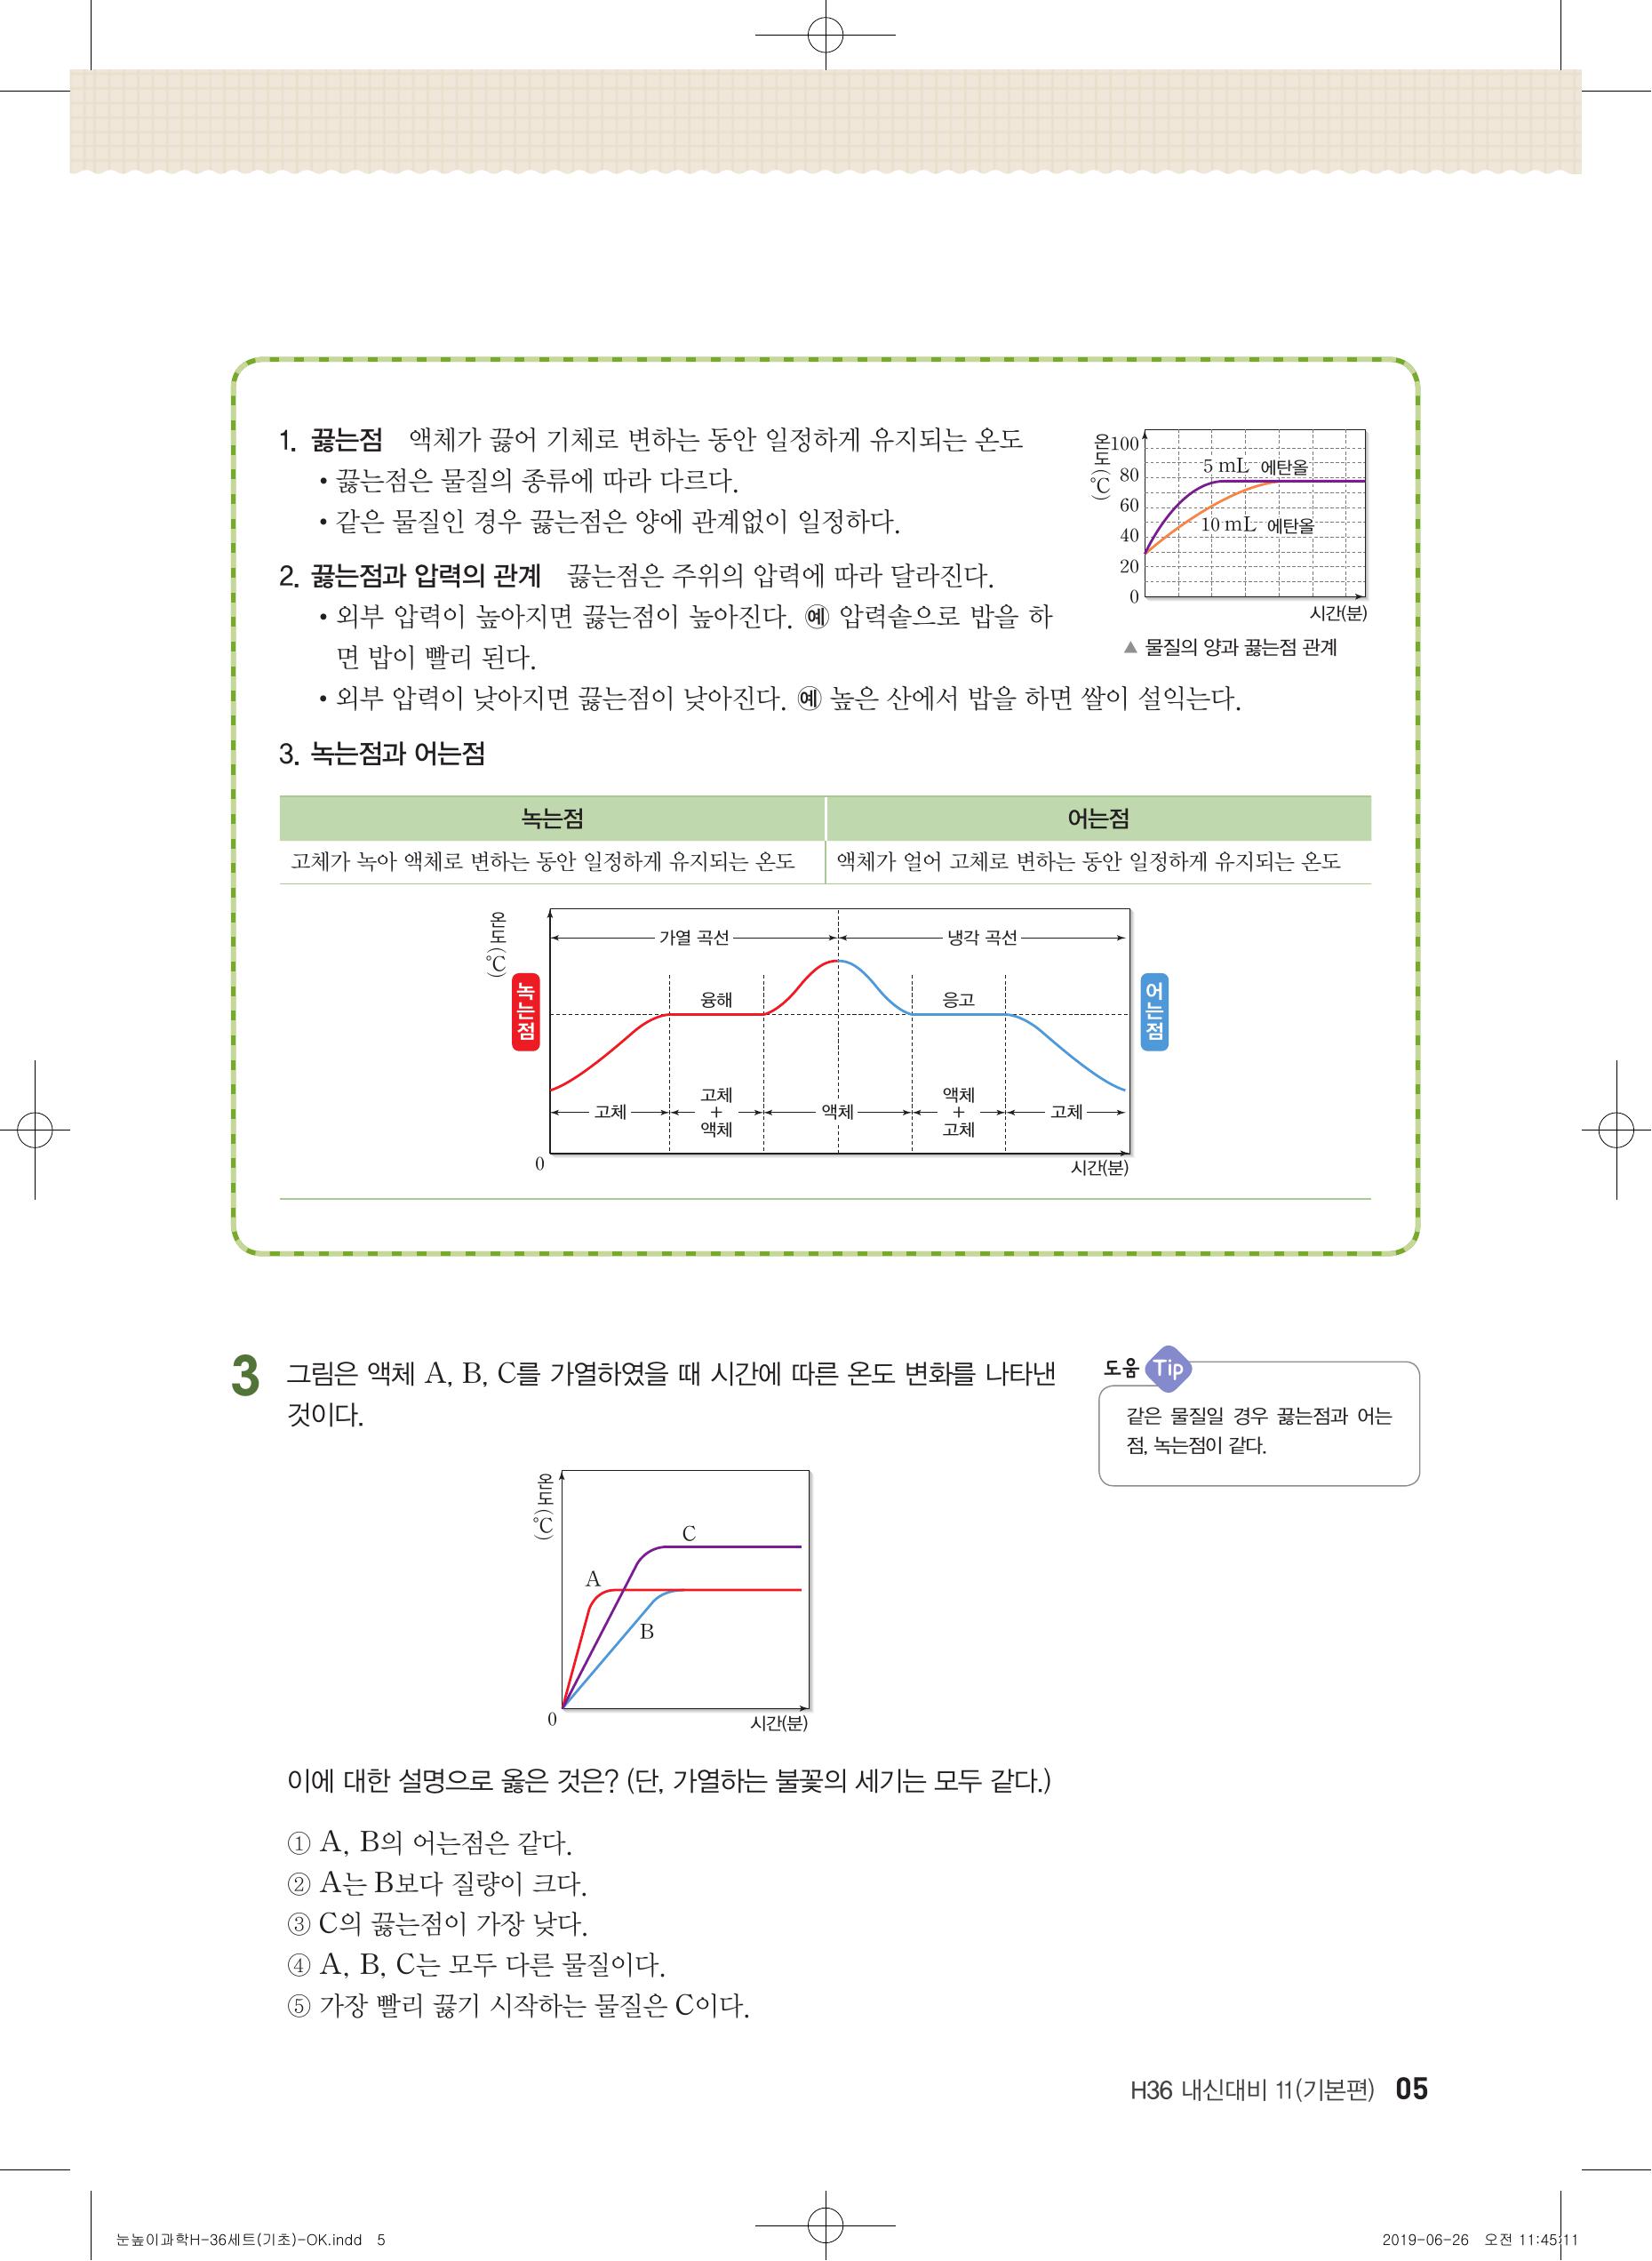 1. 끓는점 액체가 끓어 기체로 변하는 동안 일정하게 유지되는 온도
• 끓는점은 물질의 종류에 따라 다르다.
• 같은 물질인 경우 끓는점은 양에 관계없이 일정하다.
2. 끓는점과 압력의 관계 끓는점은 주위의 압력에 따라 달라진다.
• 외부 압력이 높아지면 끓는점이 높아진다. 예 압력솥으로 밥을 하
면 밥이 빨리 된다.
• 외부 압력이 낮아지면 끓는점이 낮아진다. 예 높은 산에서 밥을 하면 쌀이 설익는다.
온도(℃)
100
80
60
40
20
0
5 mL 에탄올
10 mL 에탄올
시간(분)
▲ 물질의 양과 끓는점 관계
3. 녹는점과 어는점
녹는점 어는점
고체가 녹아 액체로 변하는 동안 일정하게 유지되는 온도 액체가 얼어 고체로 변하는 동안 일정하게 유지되는 온도
온도(℃)
가열 곡선 냉각 곡선
녹는점
융해 응고
어는점
고체 고체 + 액체 액체 액체 + 고체 고체
0
시간(분)
3 그림은 액체 A, B, C를 가열하였을 때 시간에 따른 온도 변화를 나타낸
것이다.
도움 Tip
같은 물질일 경우 끓는점과 어는
점, 녹는점이 같다.
온도(℃)
C
A
B
0
시간(분)
이에 대한 설명으로 옳은 것은? (단, 가열하는 불꽃의 세기는 모두 같다.)
① A, B의 어는점은 같다.
② A는 B보다 질량이 크다.
③ C의 끓는점이 가장 낮다.
④ A, B, C는 모두 다른 물질이다.
⑤ 가장 빨리 끓기 시작하는 물질은 C이다.
H36 내신대비 11(기본편) 05
눈높이과학H-36세트(기초)-OK.indd 5
2019-06-26 오전 11:45:11